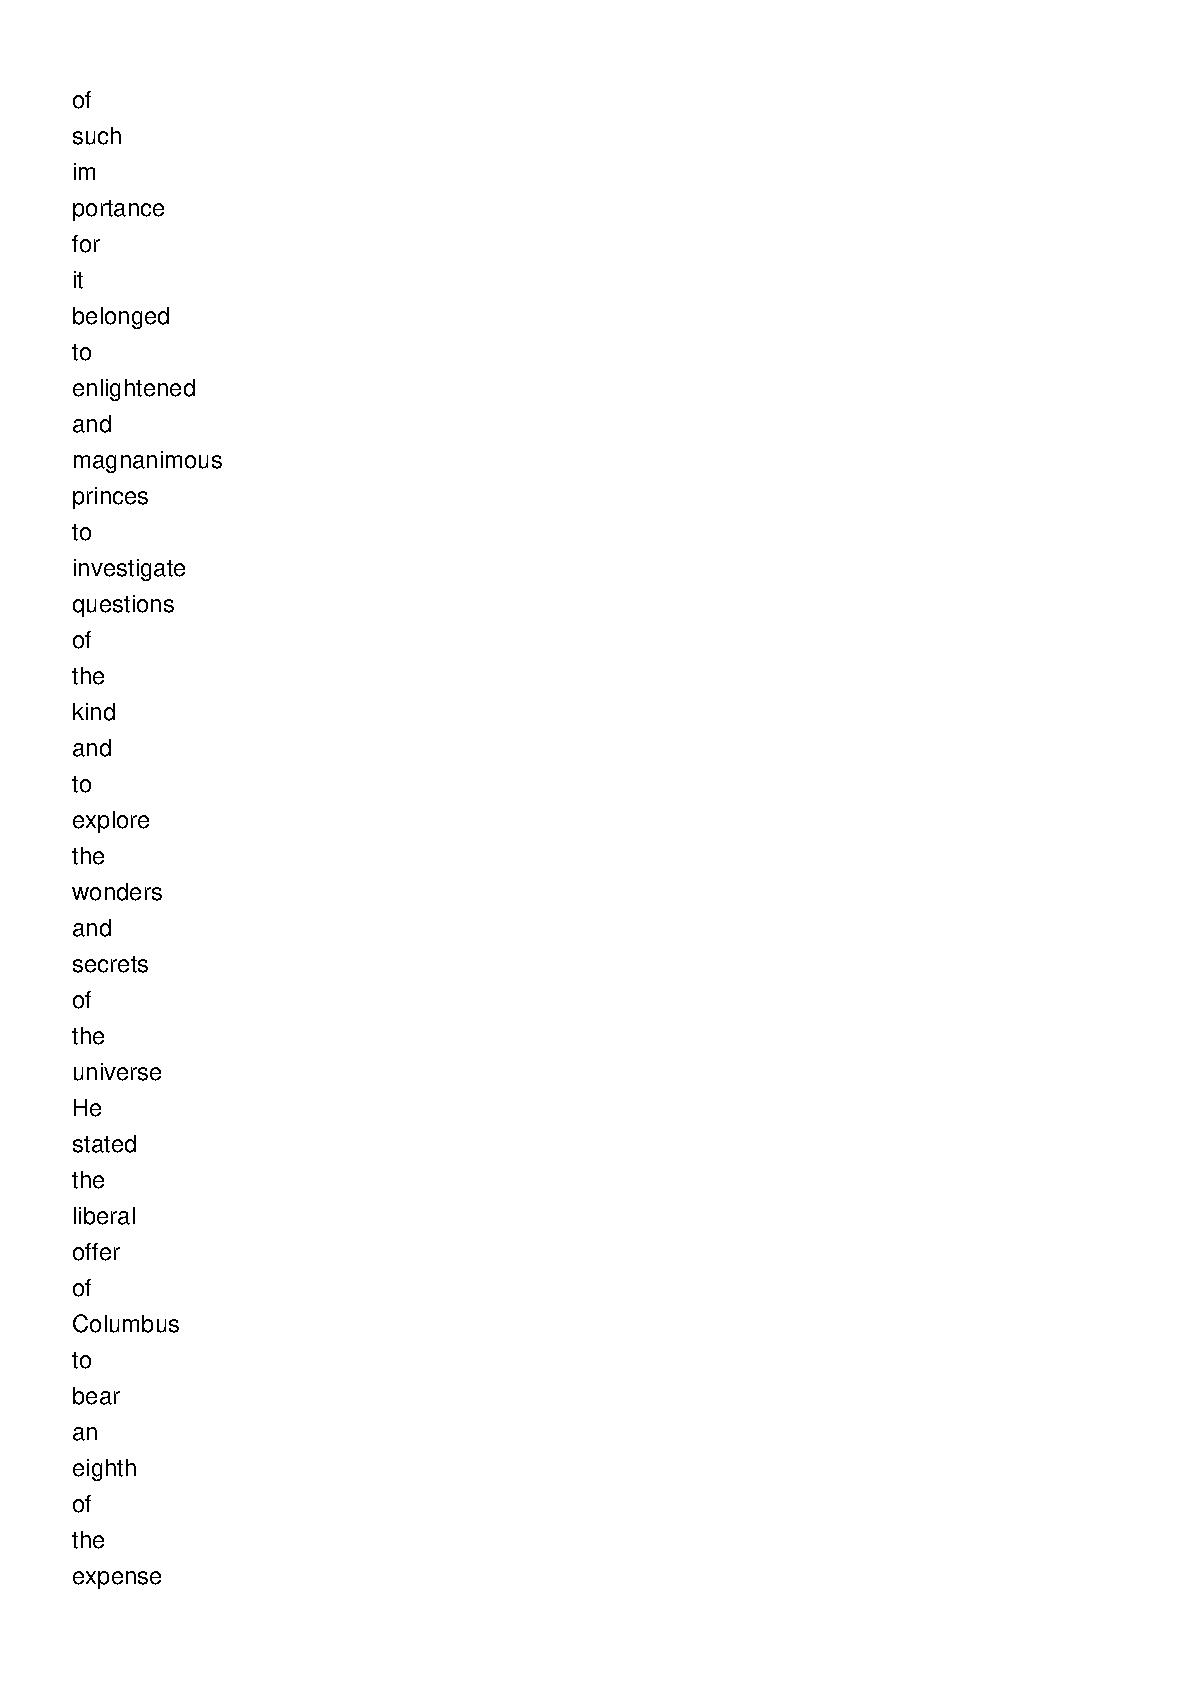 of
such
im
portance
for
it
belonged
to
enlightened
and
magnanimous
princes
to
investigate
questions
of
the
kind
and
to
explore
the
wonders
and
secrets
of
the
universe
He
stated
the
liberal
offer
of
Columbus
to
bear
an
eighth
of
the
expense